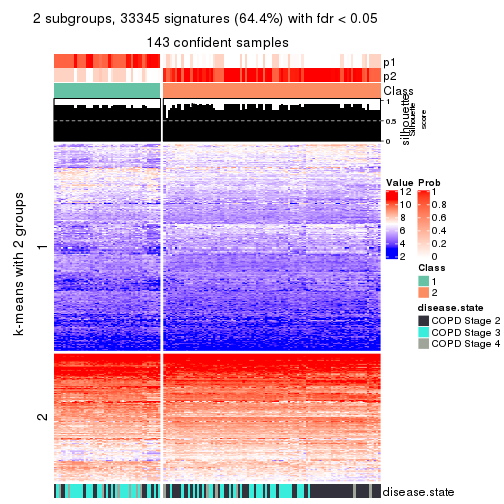 2 subgroups, 33345 signatures (64.4%) with fdr < 0.05
143 confident samples
p1
p2
Class
silhouette
Silhouette
score
1
0.5
0
k-means with 2 groups
1
2
Value
12
10
8
6
4
2
Prob
1
0.8
0.6
0.4
0.2
0
Class
1
2
disease.state
COPD Stage 2
COPD Stage 3
COPD Stage 4
disease.state